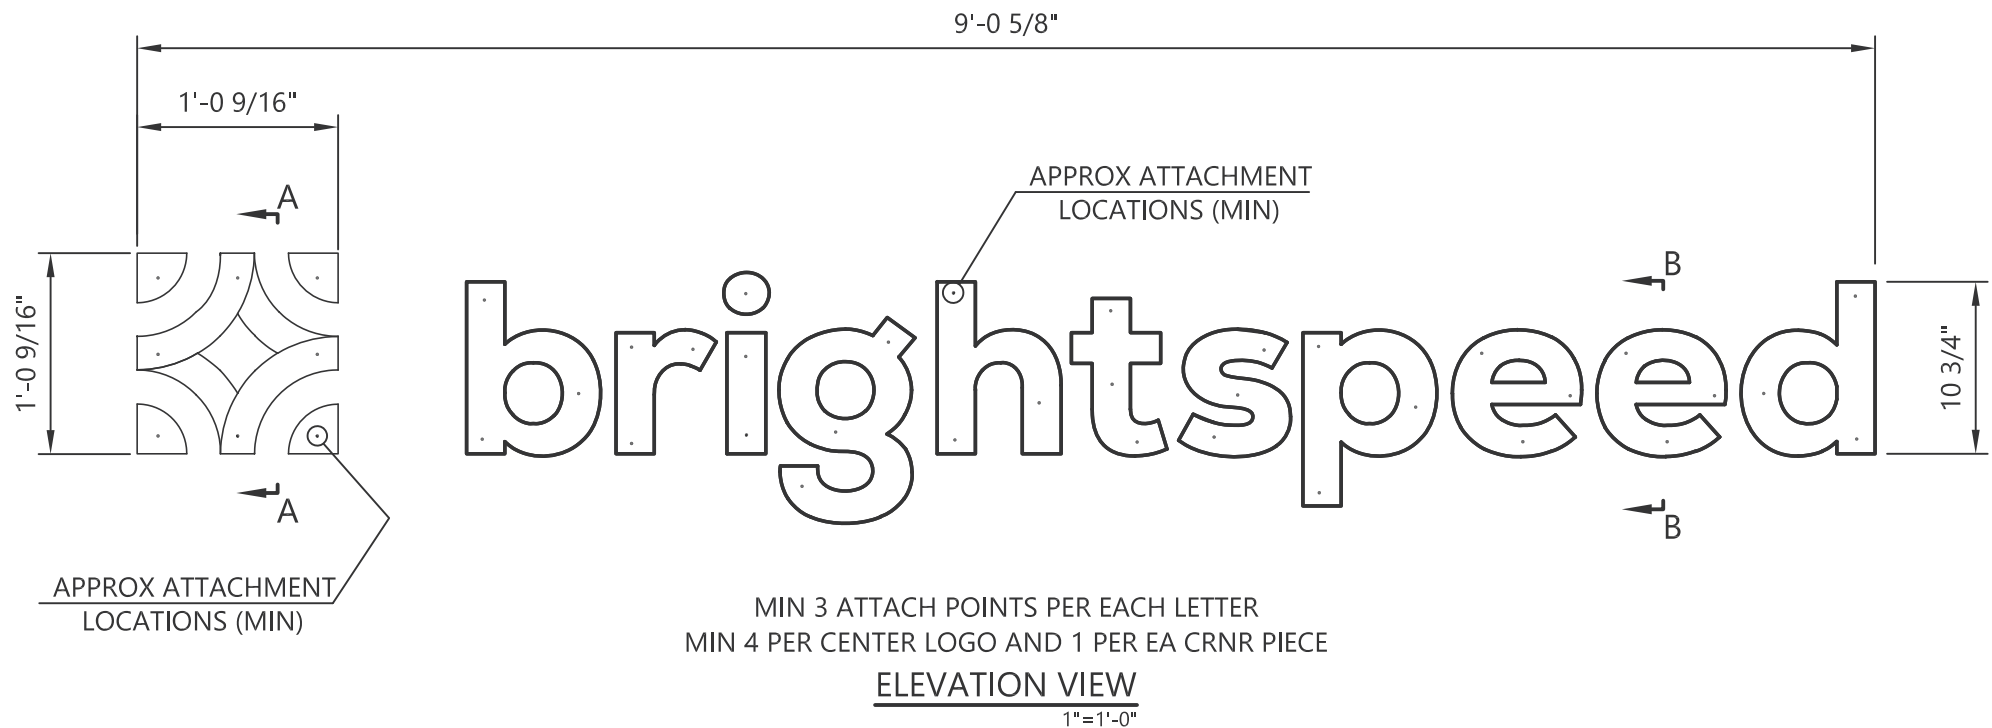 9'-0 5/8"
1'-0 9/16"
A
APPROX ATTACHMENT
LOCATIONS (MIN)
B
1'-0 9/16"
brightspeed
10 3/4"
A
B
APPROX ATTACHMENT
LOCATIONS (MIN)
MIN 3 ATTACH POINTS PER EACH LETTER
MIN 4 PER CENTER LOGO AND 1 PER EA CRNR PIECE
ELEVATION VIEW
1"=1'-0"